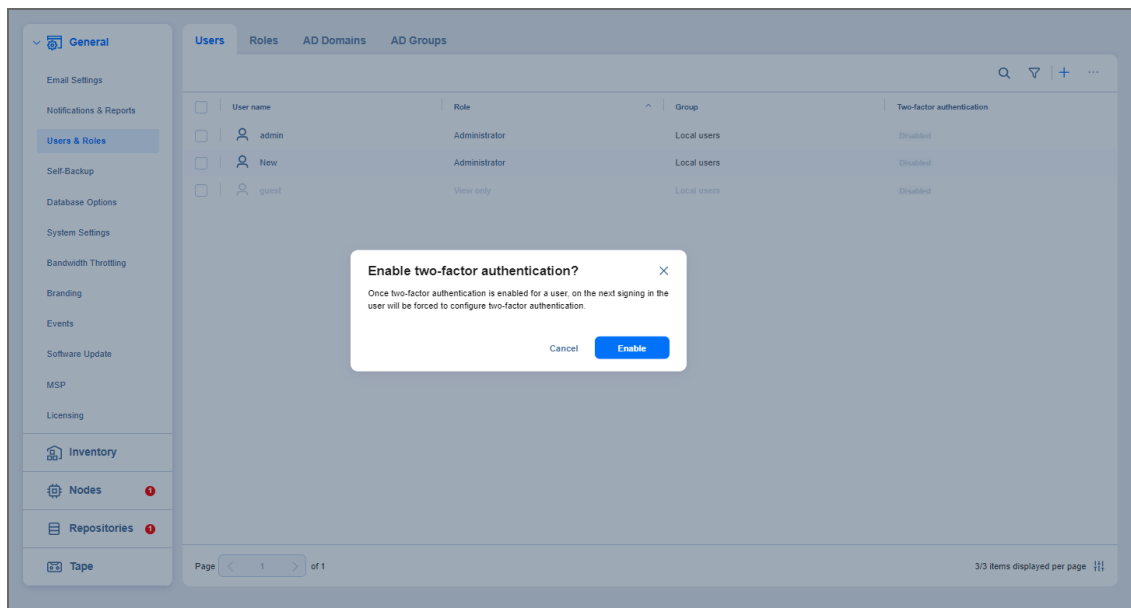 General
Email Settings
Notifications & Reports
Users & Roles
Self-Backup
Database Options
System Settings
Bandwidth Throttling
Branding
Events
Software Update
MSP
Licensing
Inventory
Nodes 1
Repositories 1
Tape
Users Roles AD Domains AD Groups
User name Role Group Two-factor authentication
admin Administrator Local users Disabled
New Administrator Local users Disabled
guest View only Local users Disabled
Enable two-factor authentication?
Once two-factor authentication is enabled for a user, on the next signing in the
user will be forced to configure two-factor authentication.
Cancel Enable
Page 1 of 1 3/3 items displayed per page